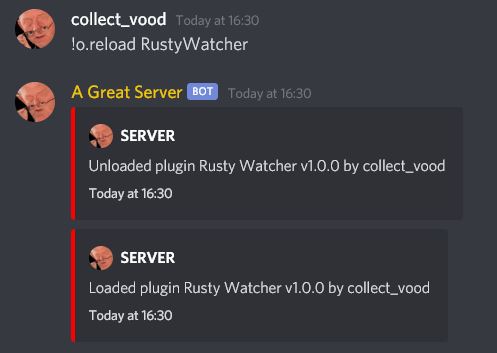 collect_vood Today at 16:30
!o.reload RustyWatcher
A Great Server BOT Today at 16:30
SERVER
Unloaded plugin Rusty Watcher v1.0.0 by collect_vood
Today at 16:30
SERVER
Loaded plugin Rusty Watcher v1.0.0 by collect_vood
Today at 16:30